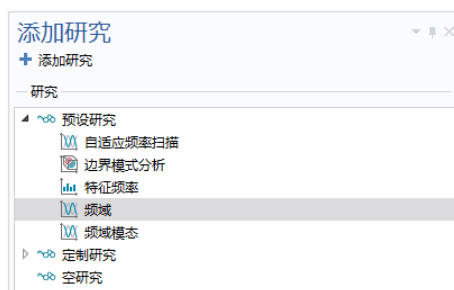 添加研究
添加研究
研究
预设研究
自适应频率扫描
边界模式分析
特征频率
频域
频域模态
定制研究
空研究